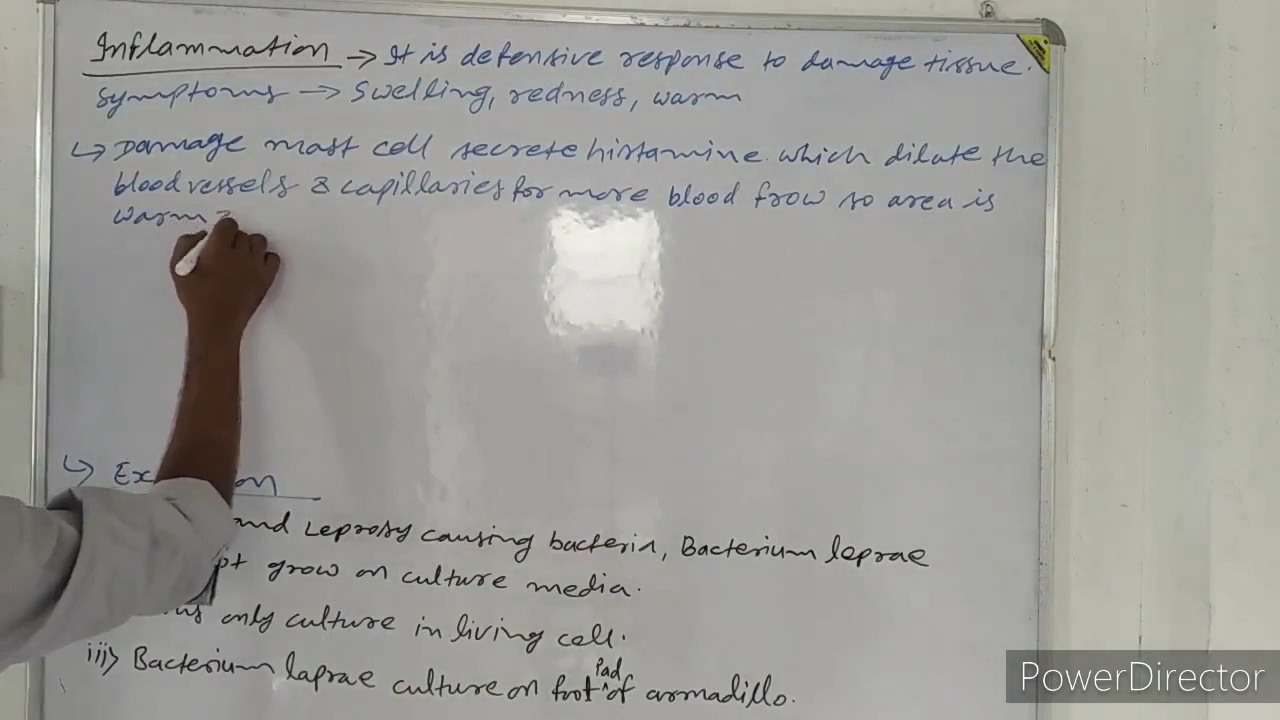 Inflammation → It is defensive response to damage tissue.
Symptoms → Swelling, redness, warm
↳ Damage mast cell secrete histamine. which dilate the
blood vessels & capillaries for more blood frow so area is
warm
↳ on
and Leprosy causing bacteria, Bacterium leprae
grow on culture media.
only culture in living cell.
iii) Bacterium laprae culture on foot Pad of armadillo.
PowerDirector